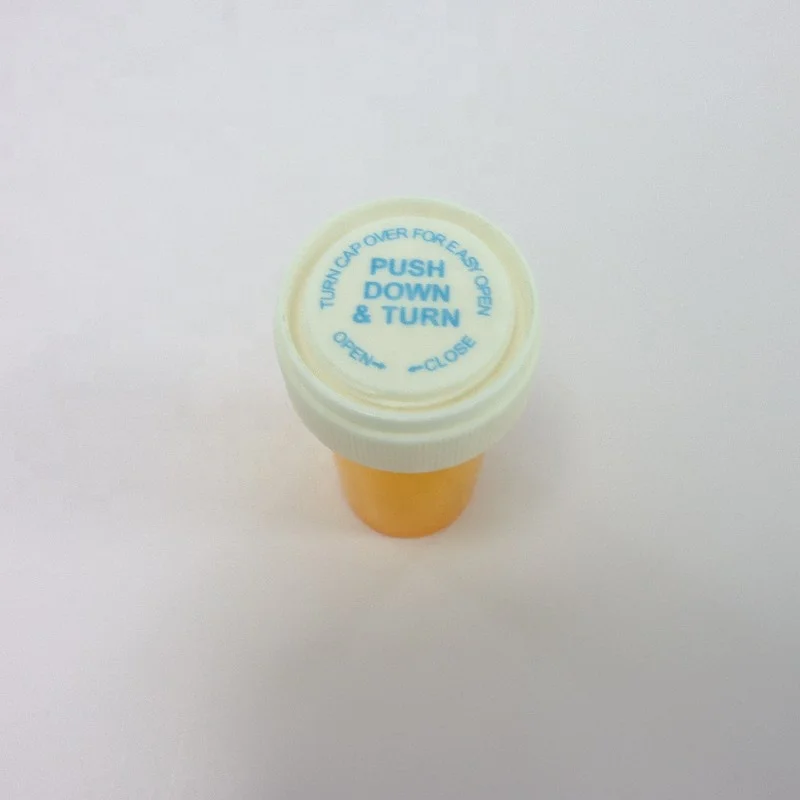 TURN CAP OVER FOR EASY OPEN
PUSH
DOWN
& TURN
OPEN→
←CLOSE